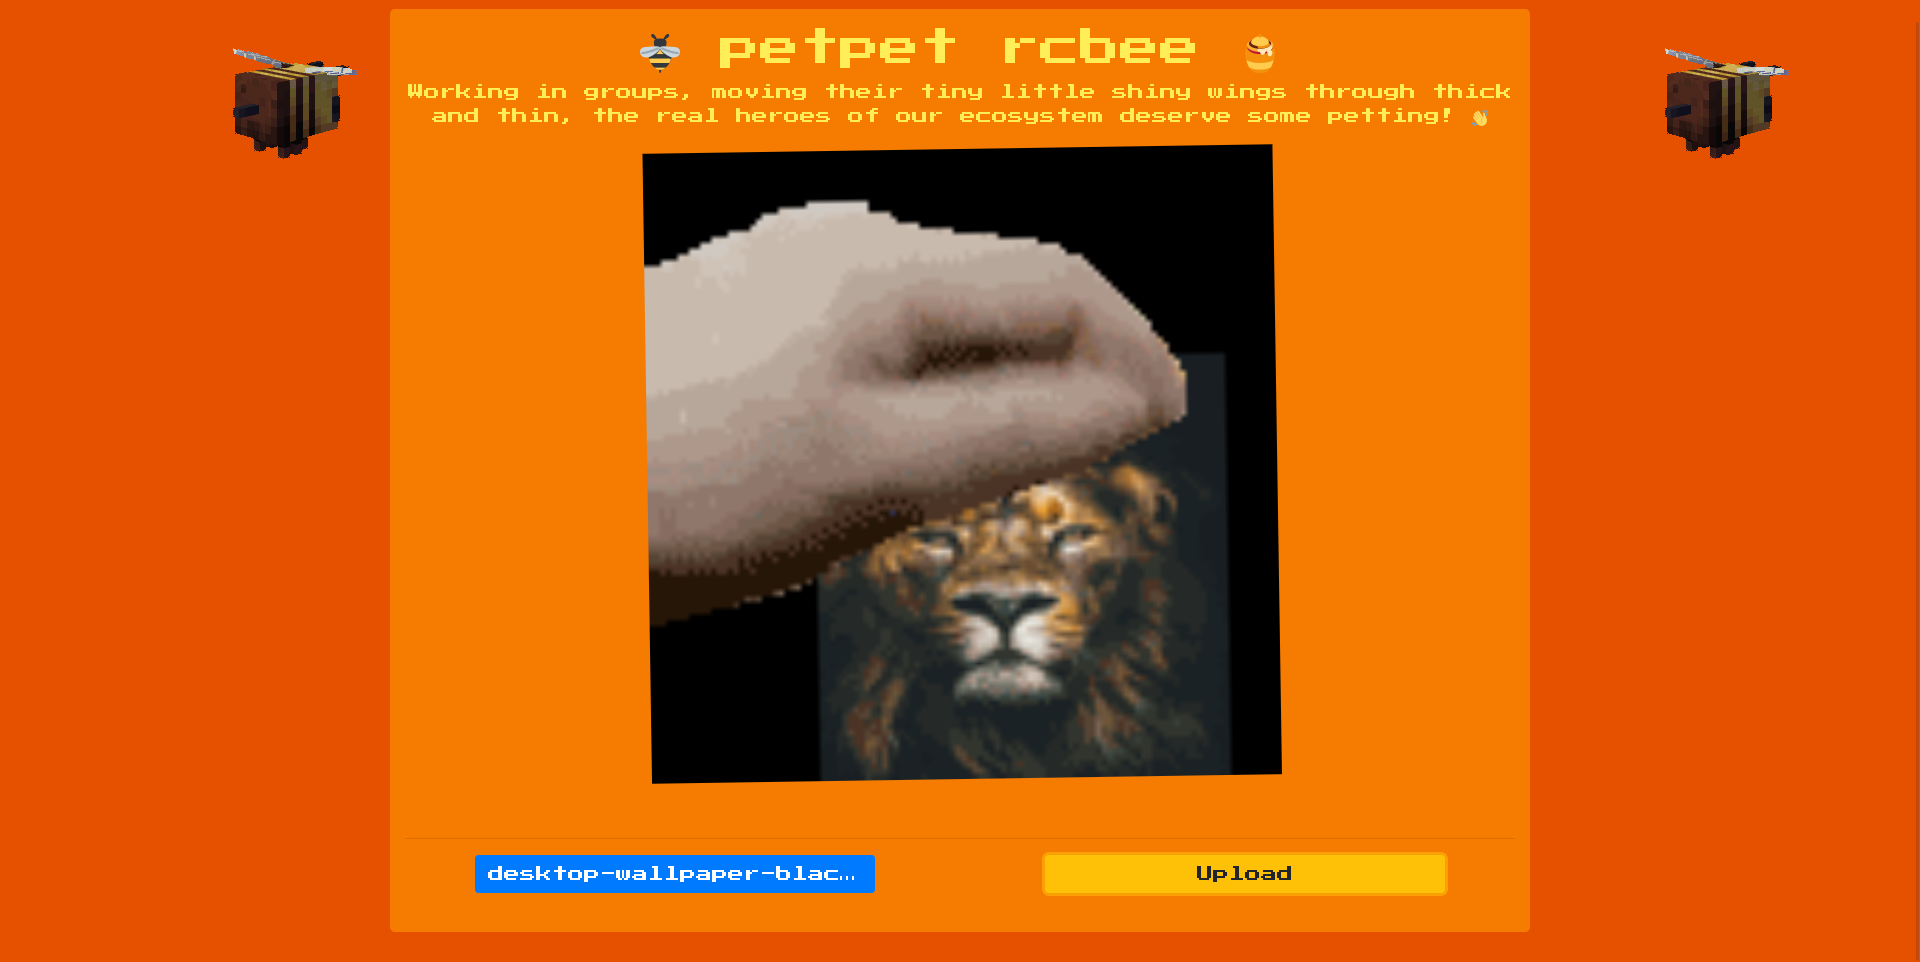 🐝 petpet rcbee 🍯
Working in groups, moving their tiny little shiny wings through thick
and thin, the real heroes of our ecosystem deserve some petting! 👋
desktop-wallpaper-blac…
Upload